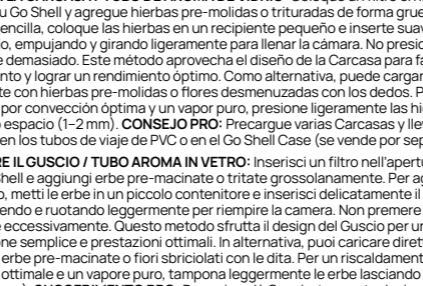 u Go Shell y agregue hierbas pre-molidas o trituradas de forma grue
encilla, coloque las hierbas en un recipiente pequeño e inserte suav
o, empujando y girando ligeramente para llenar la cámara. No presio
e demasiado. Este método aprovecha el diseño de la Carcasa para fa
nto y lograr un rendimiento óptimo. Como alternativa, puede cargar
te con hierbas pre-molidas o flores desmenuzadas con los dedos. P
por convección óptima y un vapor puro, presione ligeramente las hi
espacio (1–2 mm). CONSEJO PRO: Precargue varias Carcasas y lle
en los tubos de viaje de PVC o en el Go Shell Case (se vende por sep
RE IL GUSCIO / TUBO AROMA IN VETRO: Inserisci un filtro nell'apert
Shell e aggiungi erbe pre-macinate o tritate grossolanamente. Per ag
o, metti le erbe in un piccolo contenitore e inserisci delicatamente il
endo e ruotando leggermente per riempire la camera. Non premere
e eccessivamente. Questo metodo sfrutta il design del Guscio per un
one semplice e prestazioni ottimali. In alternativa, puoi caricare dirett
erbe pre-macinate o fiori sbriciolati con le dita. Per un riscaldament
ottimale e un vapore puro, tampona leggermente le erbe lasciando